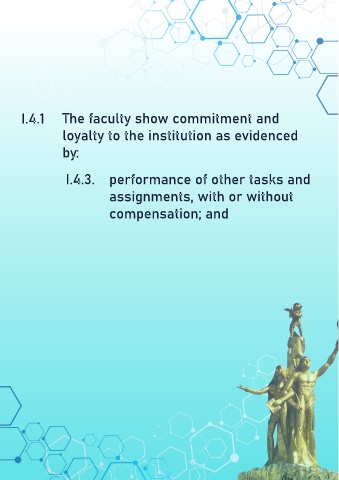 I.4.1 The faculty show commitment and
loyalty to the institution as evidenced
by:
I.4.3. performance of other tasks and
assignments, with or without
compensation; and